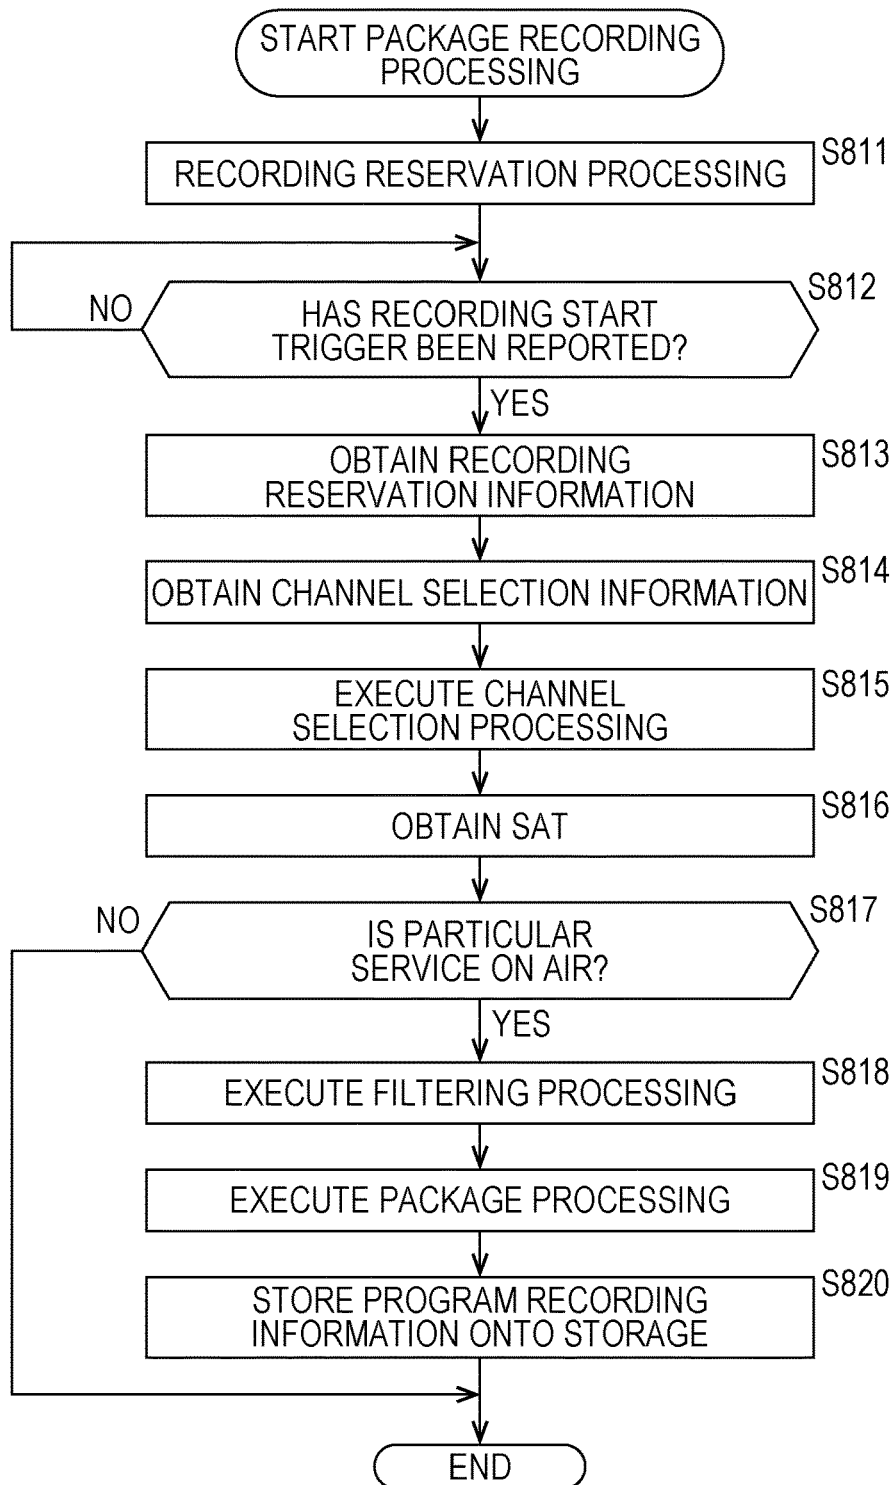 START PACKAGE RECORDING
PROCESSING
S811
RECORDING RESERVATION PROCESSING
S812
NO
HAS RECORDING START
TRIGGER BEEN REPORTED?
YES
S813
OBTAIN RECORDING
RESERVATION INFORMATION
S814
OBTAIN CHANNEL SELECTION INFORMATION
S815
EXECUTE CHANNEL
SELECTION PROCESSING
S816
OBTAIN SAT
S817
NO
IS PARTICULAR
SERVICE ON AIR?
YES
S818
EXECUTE FILTERING PROCESSING
S819
EXECUTE PACKAGE PROCESSING
S820
STORE PROGRAM RECORDING
INFORMATION ONTO STORAGE
END